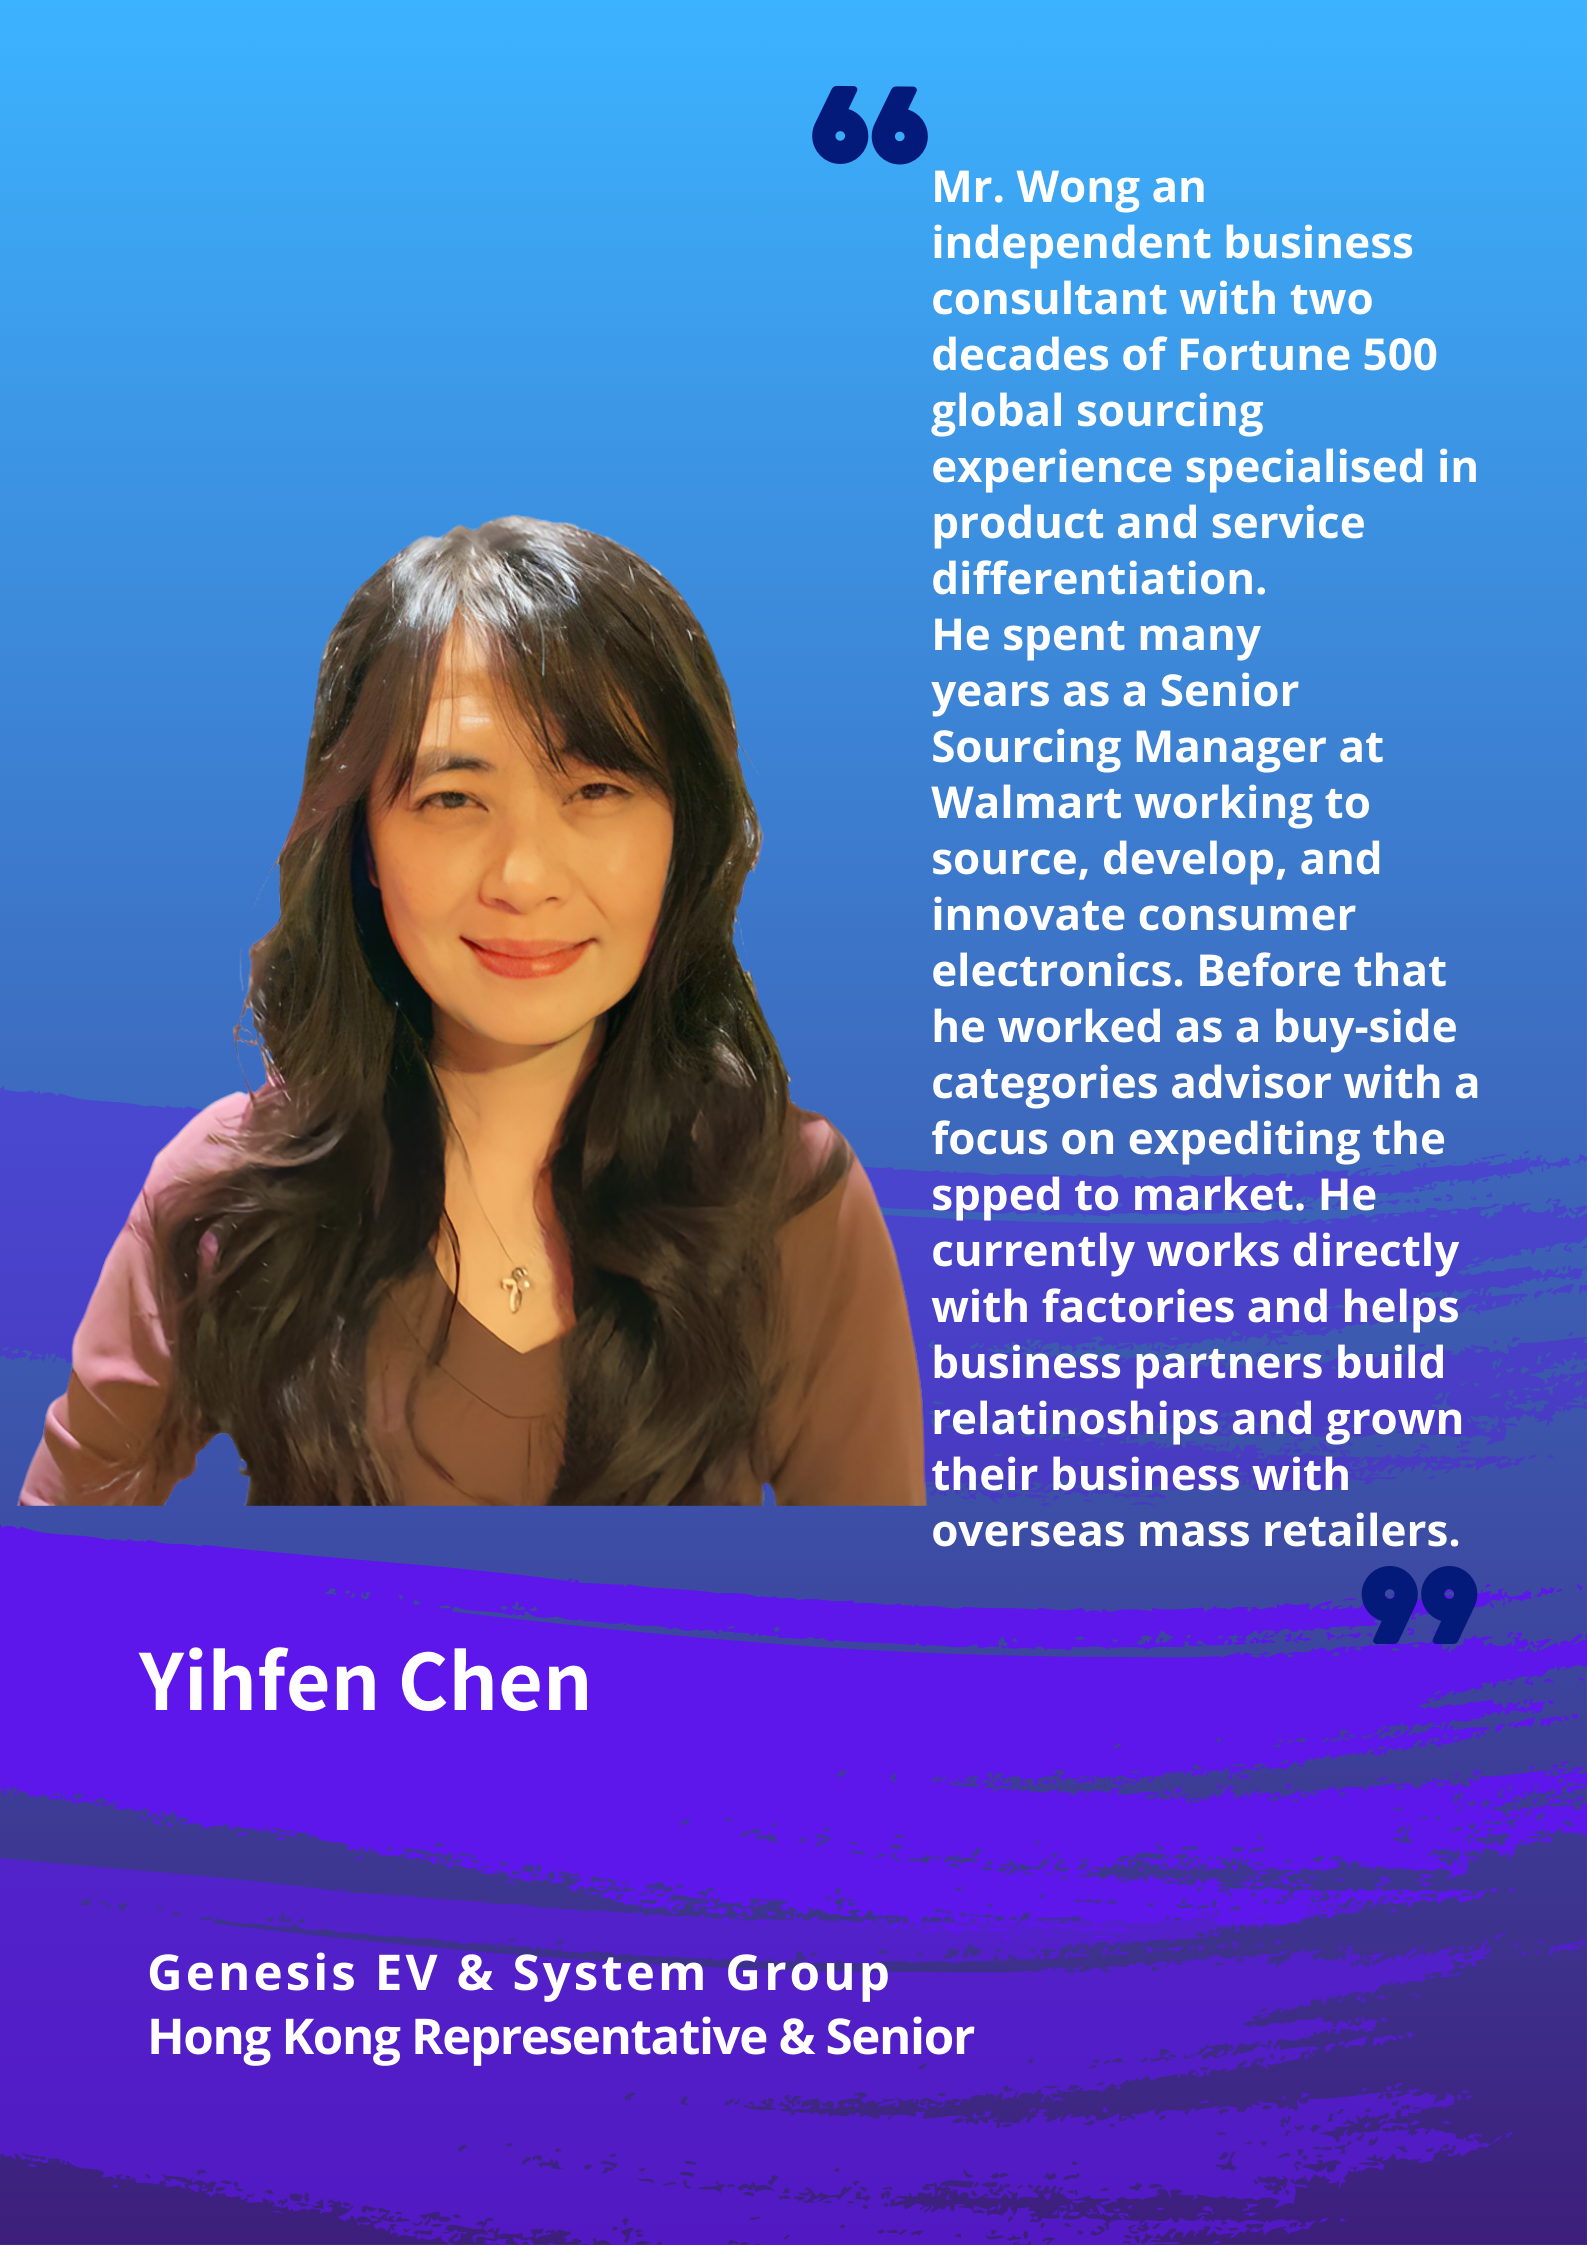 Mr. Wong an
independent business
consultant with two
decades of Fortune 500
global sourcing
experience specialised in
product and service
differentiation.
He spent many
years as a Senior
Sourcing Manager at
Walmart working to
source, develop, and
innovate consumer
electronics. Before that
he worked as a buy-side
categories advisor with a
focus on expediting the
spped to market. He
currently works directly
with factories and helps
business partners build
relatinoships and grown
their business with
overseas mass retailers.
Yihfen Chen
Genesis EV & System Group
Hong Kong Representative & Senior